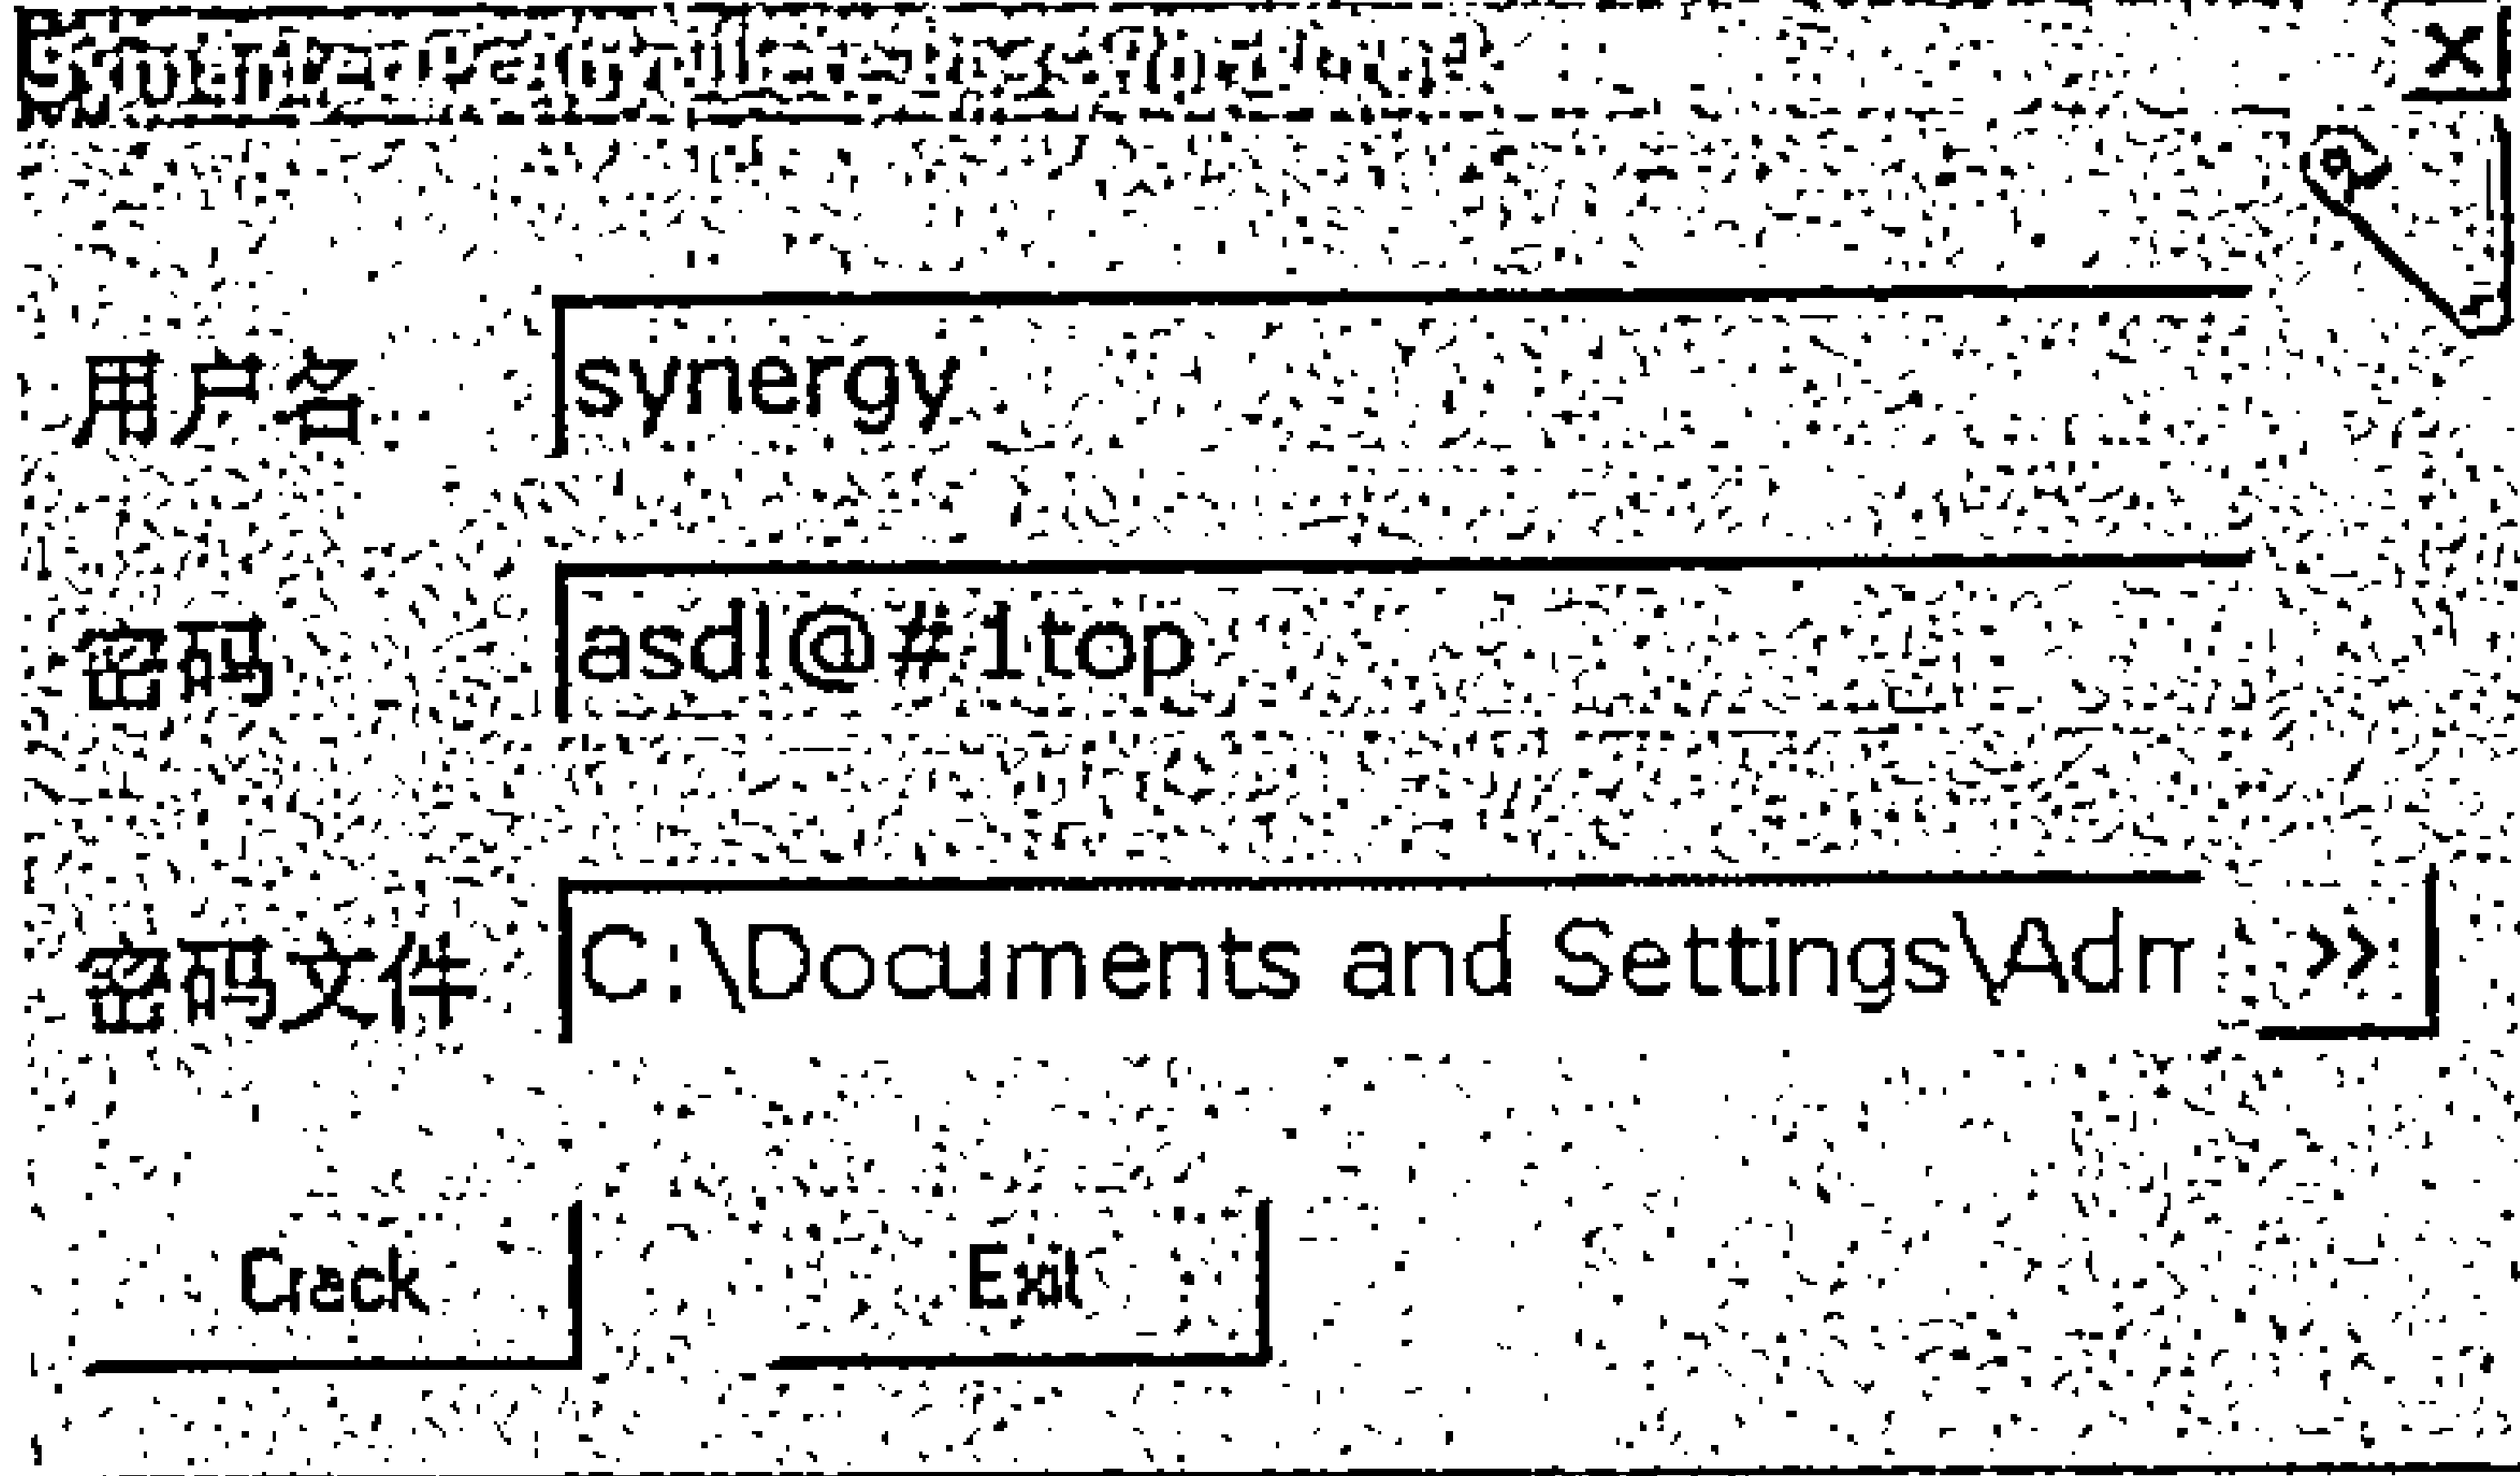 用户名 synergy
密码 asdl@#1top
密码文件 C:\Documents and Settings\Adm >>
Crack Exit